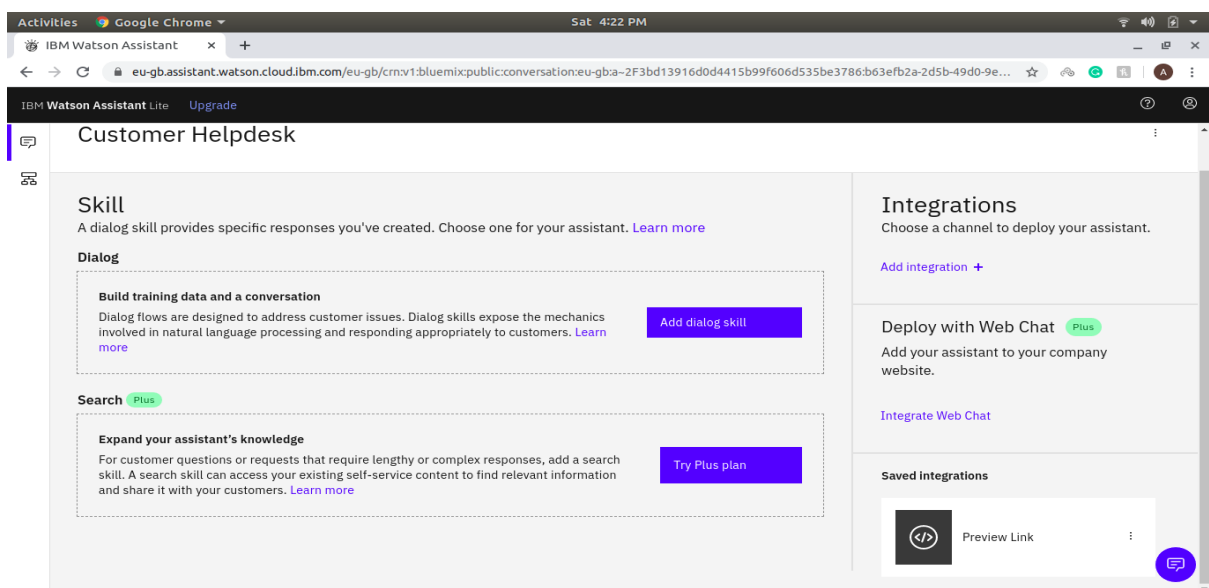 Activities Google Chrome Sat 4:22 PM
IBM Watson Assistant
eu-gb.assistant.watson.cloud.ibm.com/eu-gb/crn:v1:bluemix:public:conversation:eu-gb:a~2F3bd13916d0d4415b99f606d535be3786:b63efb2a-2d5b-49d0-9e...
A
IBM Watson Assistant Lite Upgrade
Customer Helpdesk
Skill
A dialog skill provides specific responses you've created. Choose one for your assistant. Learn more
Dialog
Build training data and a conversation
Dialog flows are designed to address customer issues. Dialog skills expose the mechanics
involved in natural language processing and responding appropriately to customers. Learn
more
Add dialog skill
Search Plus
Expand your assistant's knowledge
For customer questions or requests that require lengthy or complex responses, add a search
skill. A search skill can access your existing self-service content to find relevant information
and share it with your customers. Learn more
Try Plus plan
Integrations
Choose a channel to deploy your assistant.
Add integration +
Deploy with Web Chat Plus
Add your assistant to your company
website.
Integrate Web Chat
Saved integrations
Preview Link